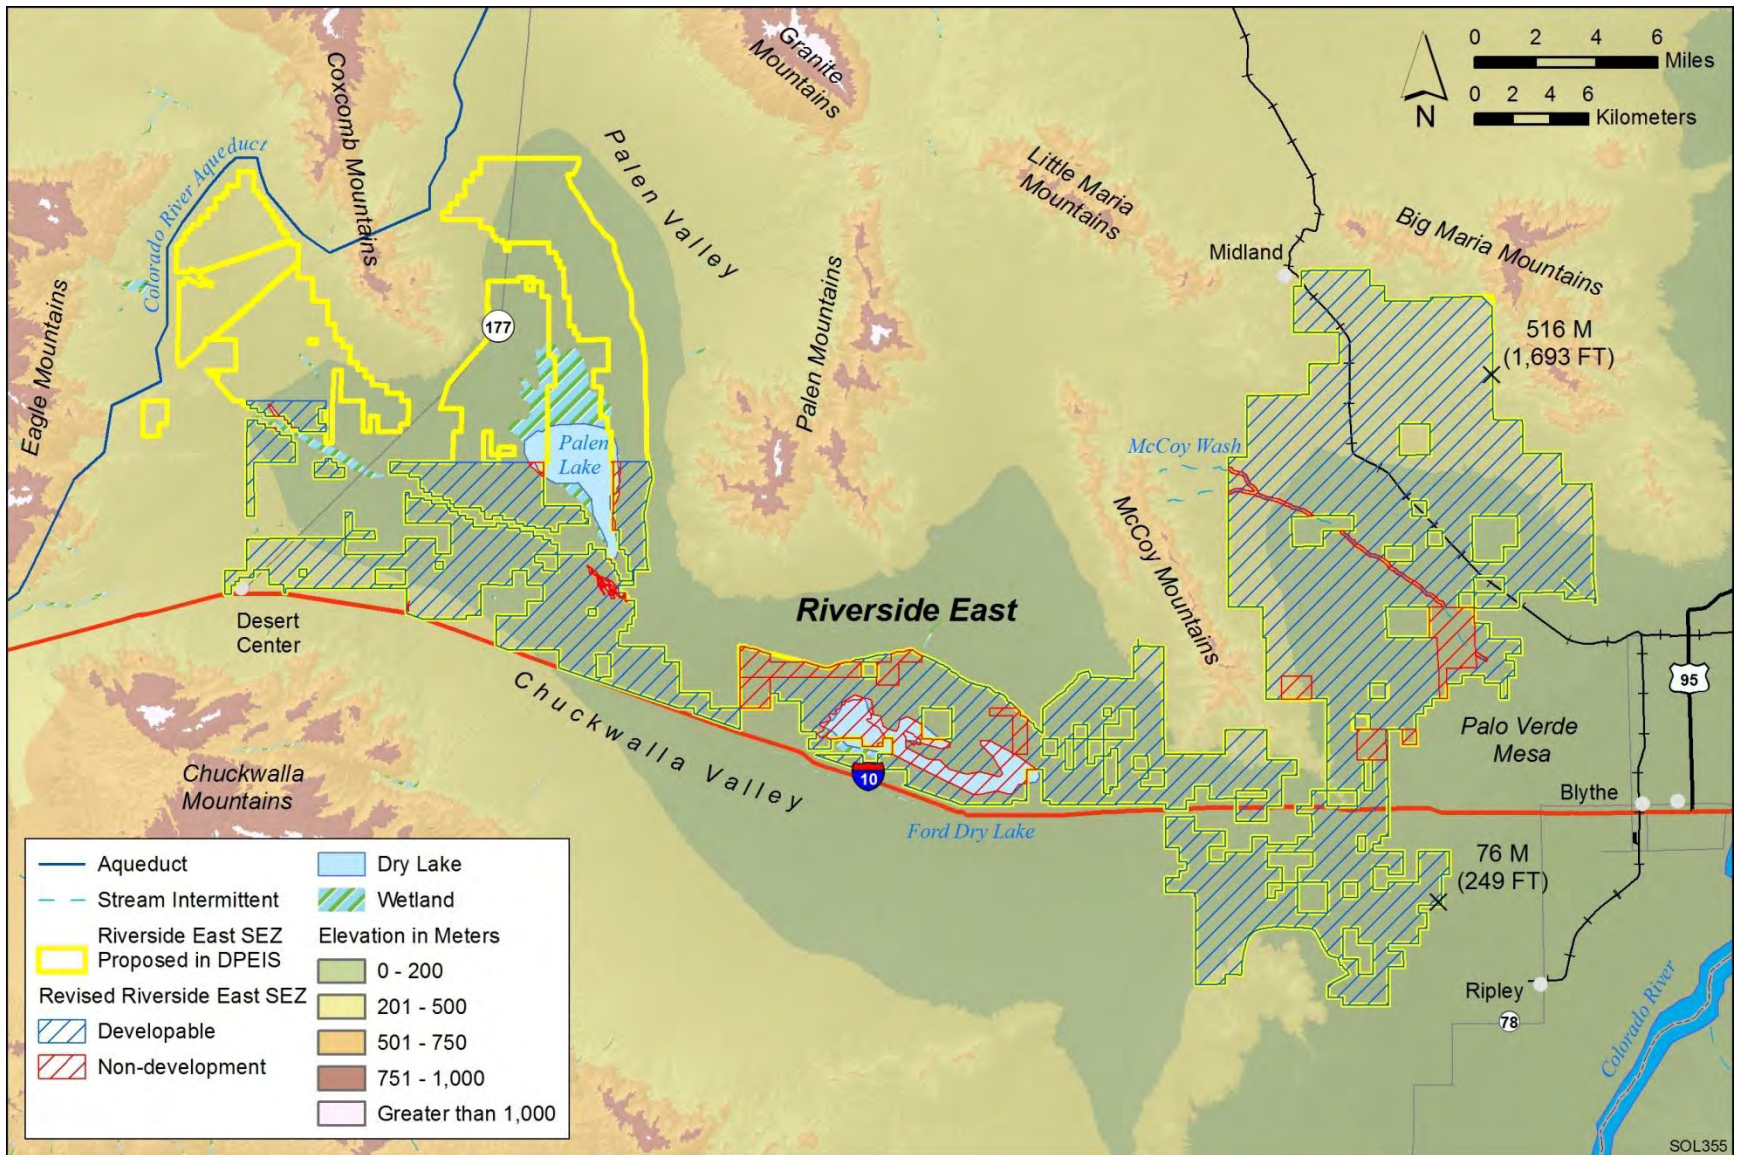 Coxcomb Mountains
Granite
Mountains
N
0 2 4 6
Miles
0 2 4 6
Kilometers
Colorado River Aqueduct
Palen Valley
Little Maria
Mountains
Big Maria Mountains
Midland
Eagle Mountains
177
Palen Mountains
516 M
(1,693 FT)
Palen
Lake
McCoy Wash
McCoy Mountains
Desert
Center
Riverside East
95
Chuckwalla Valley
Palo Verde
Mesa
Chuckwalla
Mountains
10
Blythe
Ford Dry Lake
76 M
(249 FT)
Ripley
78
Colorado River
Aqueduct
Stream Intermittent
Riverside East SEZ
Proposed in DPEIS
Revised Riverside East SEZ
Developable
Non-development
Dry Lake
Wetland
Elevation in Meters
0 - 200
201 - 500
501 - 750
751 - 1,000
Greater than 1,000
SOL355